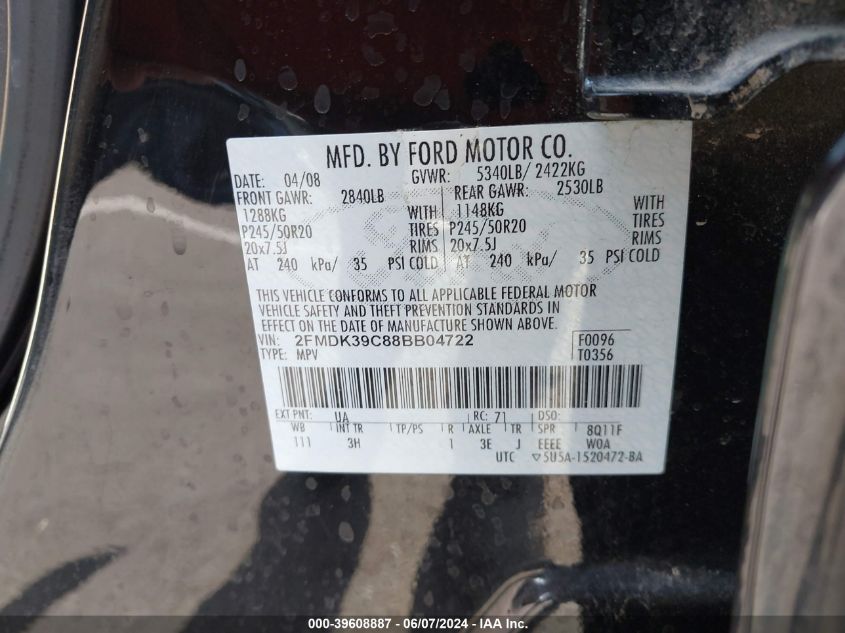 MFD. BY FORD MOTOR CO.
DATE: 04/08 GVWR: 5340LB/ 2422KG
FRONT GAWR: 2840LB REAR GAWR: 2530LB
1288KG WITH 1148KG WITH
P245/50R20 TIRES P245/50R20 TIRES
20x7.5J RIMS 20x7.5J RIMS
AT 240 kPa/ 35 PSI COLD AT 240 kPa/ 35 PSI COLD
THIS VEHICLE CONFORMS TO ALL APPLICABLE FEDERAL MOTOR
VEHICLE SAFETY AND THEFT PREVENTION STANDARDS IN
EFFECT ON THE DATE OF MANUFACTURE SHOWN ABOVE.
VIN: 2FMDK39C88BB04722 F0096
TYPE: MPV T0356
EXT PNT: UA RC: 71 DSO:
WB INT TR TP/PS R AXLE TR SPR 8Q11F
111 3H 1 3E J EEEE W0A
UTC ▽5U5A-1520472-BA
000-39608887 - 06/07/2024 - IAA Inc.